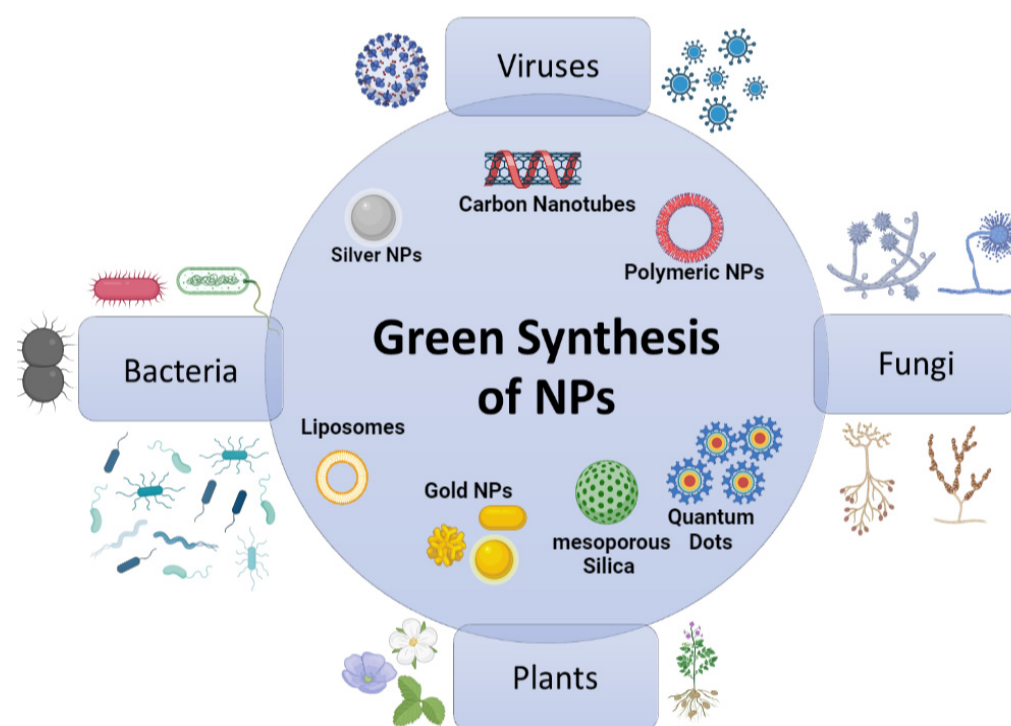 Viruses
Carbon Nanotubes
Silver NPs
Polymeric NPs
Green Synthesis
of NPs
Bacteria
Fungi
Liposomes
Gold NPs
mesoporous
Silica
Quantum
Dots
Plants